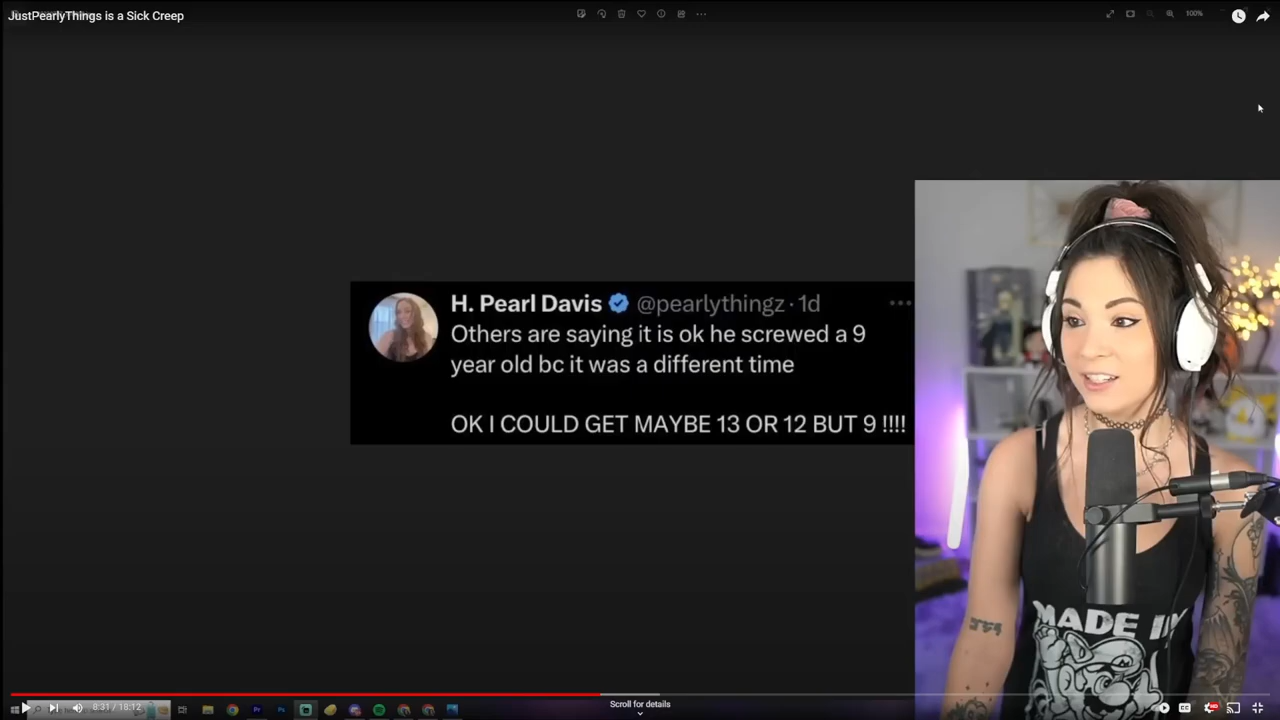 JustPearlyThings is a Sick Creep
100%
H. Pearl Davis @pearlythingz · 1d
Others are saying it is ok he screwed a 9
year old bc it was a different time
OK I COULD GET MAYBE 13 OR 12 BUT 9 !!!!
MADE IN
8:31 / 18:12
Scroll for details
CC
HD